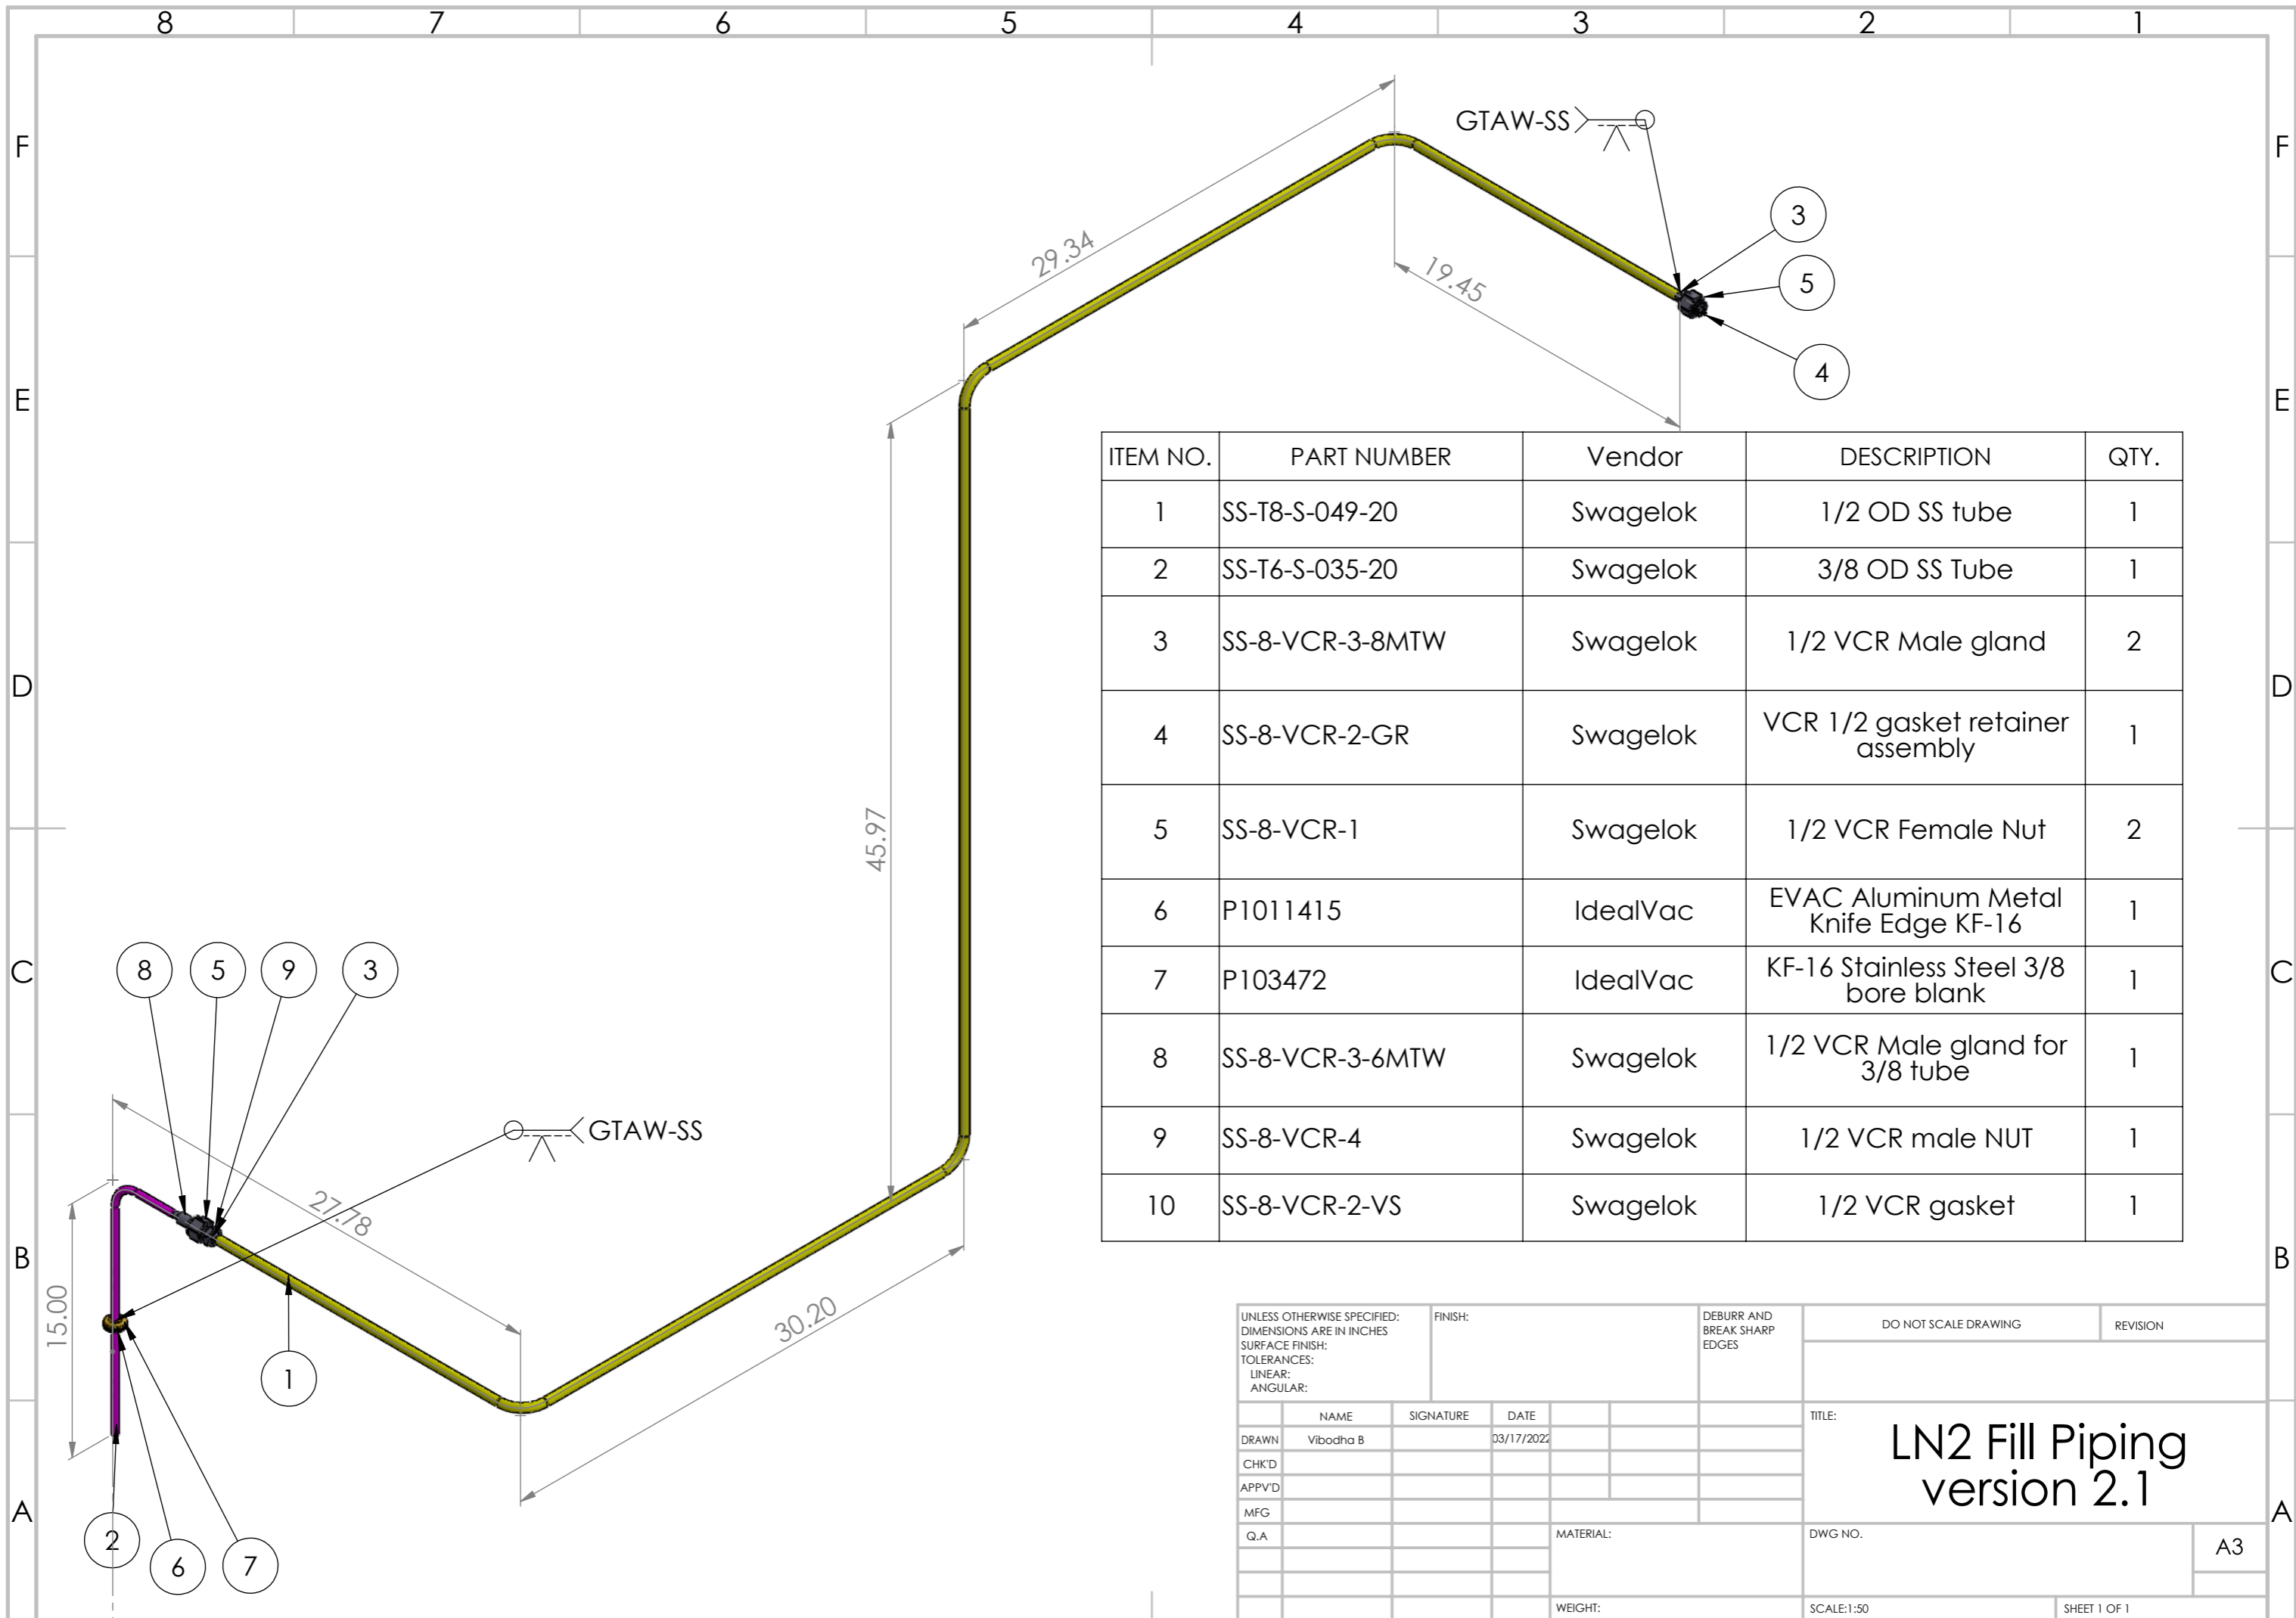 8 7 6 5 4 3 2 1
F F
E E
D D
C C
B B
A A
GTAW-SS
3
5
4
29.34
19.45
45.97
ITEM NO. PART NUMBER Vendor DESCRIPTION QTY.
1 SS-T8-S-049-20 Swagelok 1/2 OD SS tube 1
2 SS-T6-S-035-20 Swagelok 3/8 OD SS Tube 1
3 SS-8-VCR-3-8MTW Swagelok 1/2 VCR Male gland 2
4 SS-8-VCR-2-GR Swagelok VCR 1/2 gasket retainer
assembly 1
5 SS-8-VCR-1 Swagelok 1/2 VCR Female Nut 2
6 P1011415 IdealVac EVAC Aluminum Metal
Knife Edge KF-16 1
7 P103472 IdealVac KF-16 Stainless Steel 3/8
bore blank 1
8 SS-8-VCR-3-6MTW Swagelok 1/2 VCR Male gland for
3/8 tube 1
9 SS-8-VCR-4 Swagelok 1/2 VCR male NUT 1
10 SS-8-VCR-2-VS Swagelok 1/2 VCR gasket 1
8 5 9 3
GTAW-SS
27.78
15.00
30.20
1
2
6
7
UNLESS OTHERWISE SPECIFIED:
DIMENSIONS ARE IN INCHES
SURFACE FINISH:
TOLERANCES:
LINEAR:
ANGULAR:
FINISH:
DEBURR AND
BREAK SHARP
EDGES
DO NOT SCALE DRAWING
REVISION
NAME SIGNATURE DATE
DRAWN Vibodha B 03/17/2022
CHK'D
APPV'D
MFG
Q.A
TITLE:
LN2 Fill Piping
version 2.1
MATERIAL:
DWG NO.
A3
WEIGHT:
SCALE:1:50
SHEET 1 OF 1